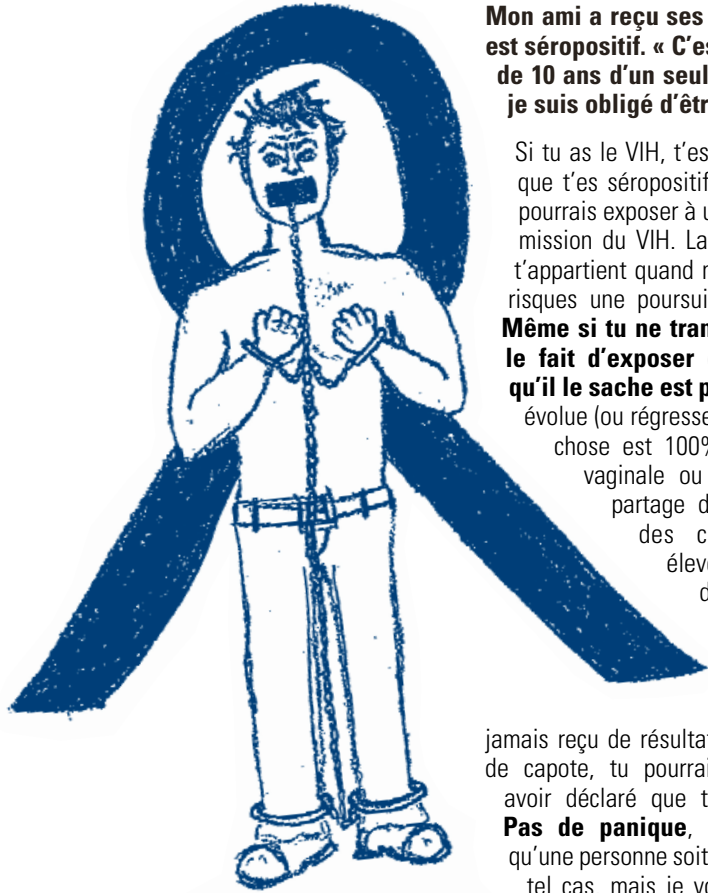 Mon ami a reçu ses
est séropositif. « C'es
de 10 ans d'un seul
je suis obligé d'êtr
Si tu as le VIH, t'es
que t'es séropositif
pourrais exposer à u
mission du VIH. La
t'appartient quand m
risques une poursui
Même si tu ne tran
le fait d'exposer
qu'il le sache est p
évolue (ou régresse
chose est 100%
vaginale ou
partage d
des c
élev
d
jamais reçu de résultat
de capote, tu pourrai
avoir déclaré que t
Pas de panique,
qu'une personne soit
tel cas, mais je v